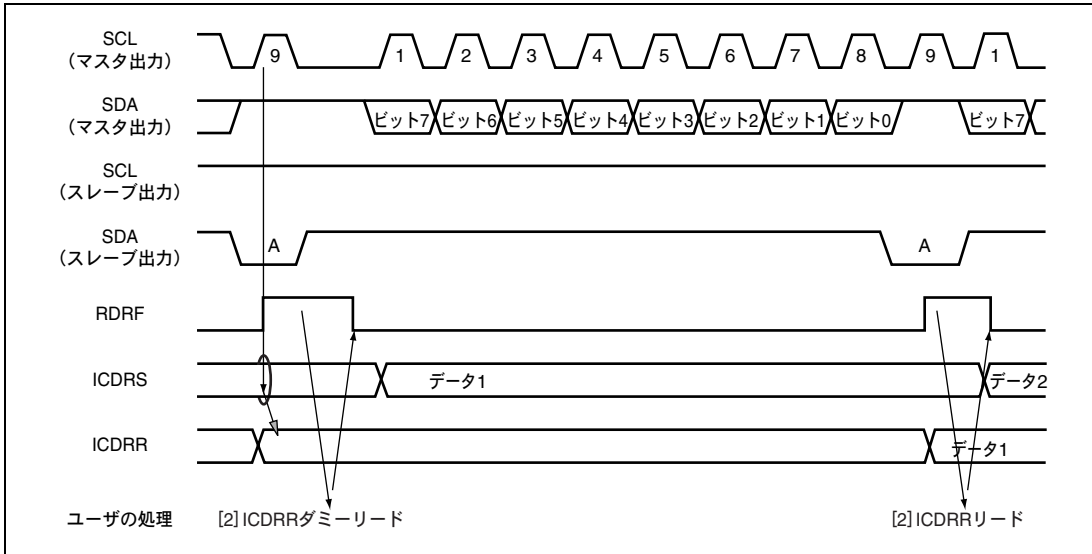 SCL
（マスタ出力）
9 1 2 3 4 5 6 7 8 9 1
SDA
（マスタ出力）
ビット7 ビット6 ビット5 ビット4 ビット3 ビット2 ビット1 ビット0 ビット7
SCL
（スレーブ出力）
SDA
（スレーブ出力）
A A
RDRF
ICDRS
データ1 データ2
ICDRR
データ1
ユーザの処理 [2] ICDRRダミーリード [2] ICDRRリード